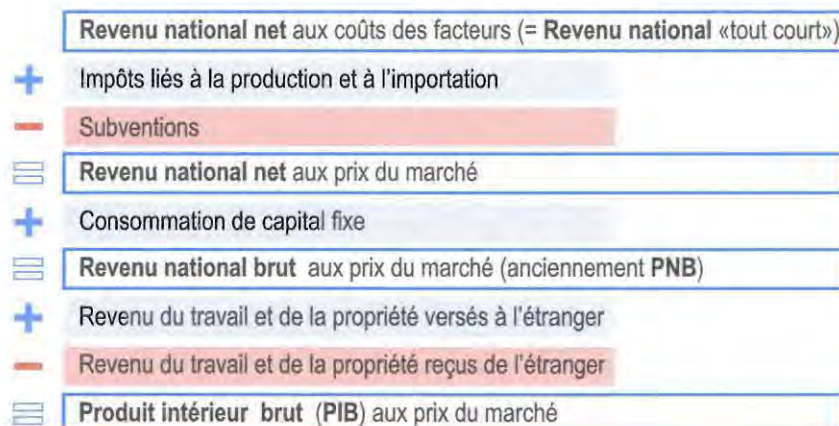 Revenu national net aux coûts des facteurs (= Revenu national «tout court»)
+ Impôts liés à la production et à l'importation
− Subventions
= Revenu national net aux prix du marché
+ Consommation de capital fixe
= Revenu national brut aux prix du marché (anciennement PNB)
+ Revenu du travail et de la propriété versés à l'étranger
− Revenu du travail et de la propriété reçus de l'étranger
= Produit intérieur brut (PIB) aux prix du marché